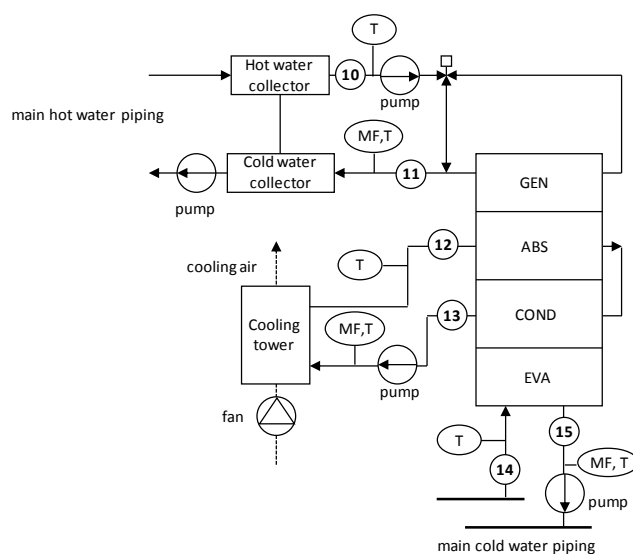 T
Hot water
collector
10
pump
main hot water piping
MF,T
Cold water
collector
11
GEN
pump
12
ABS
cooling air
T
13
COND
Cooling
tower
MF,T
pump
EVA
fan
15
T
MF, T
14
pump
main cold water piping